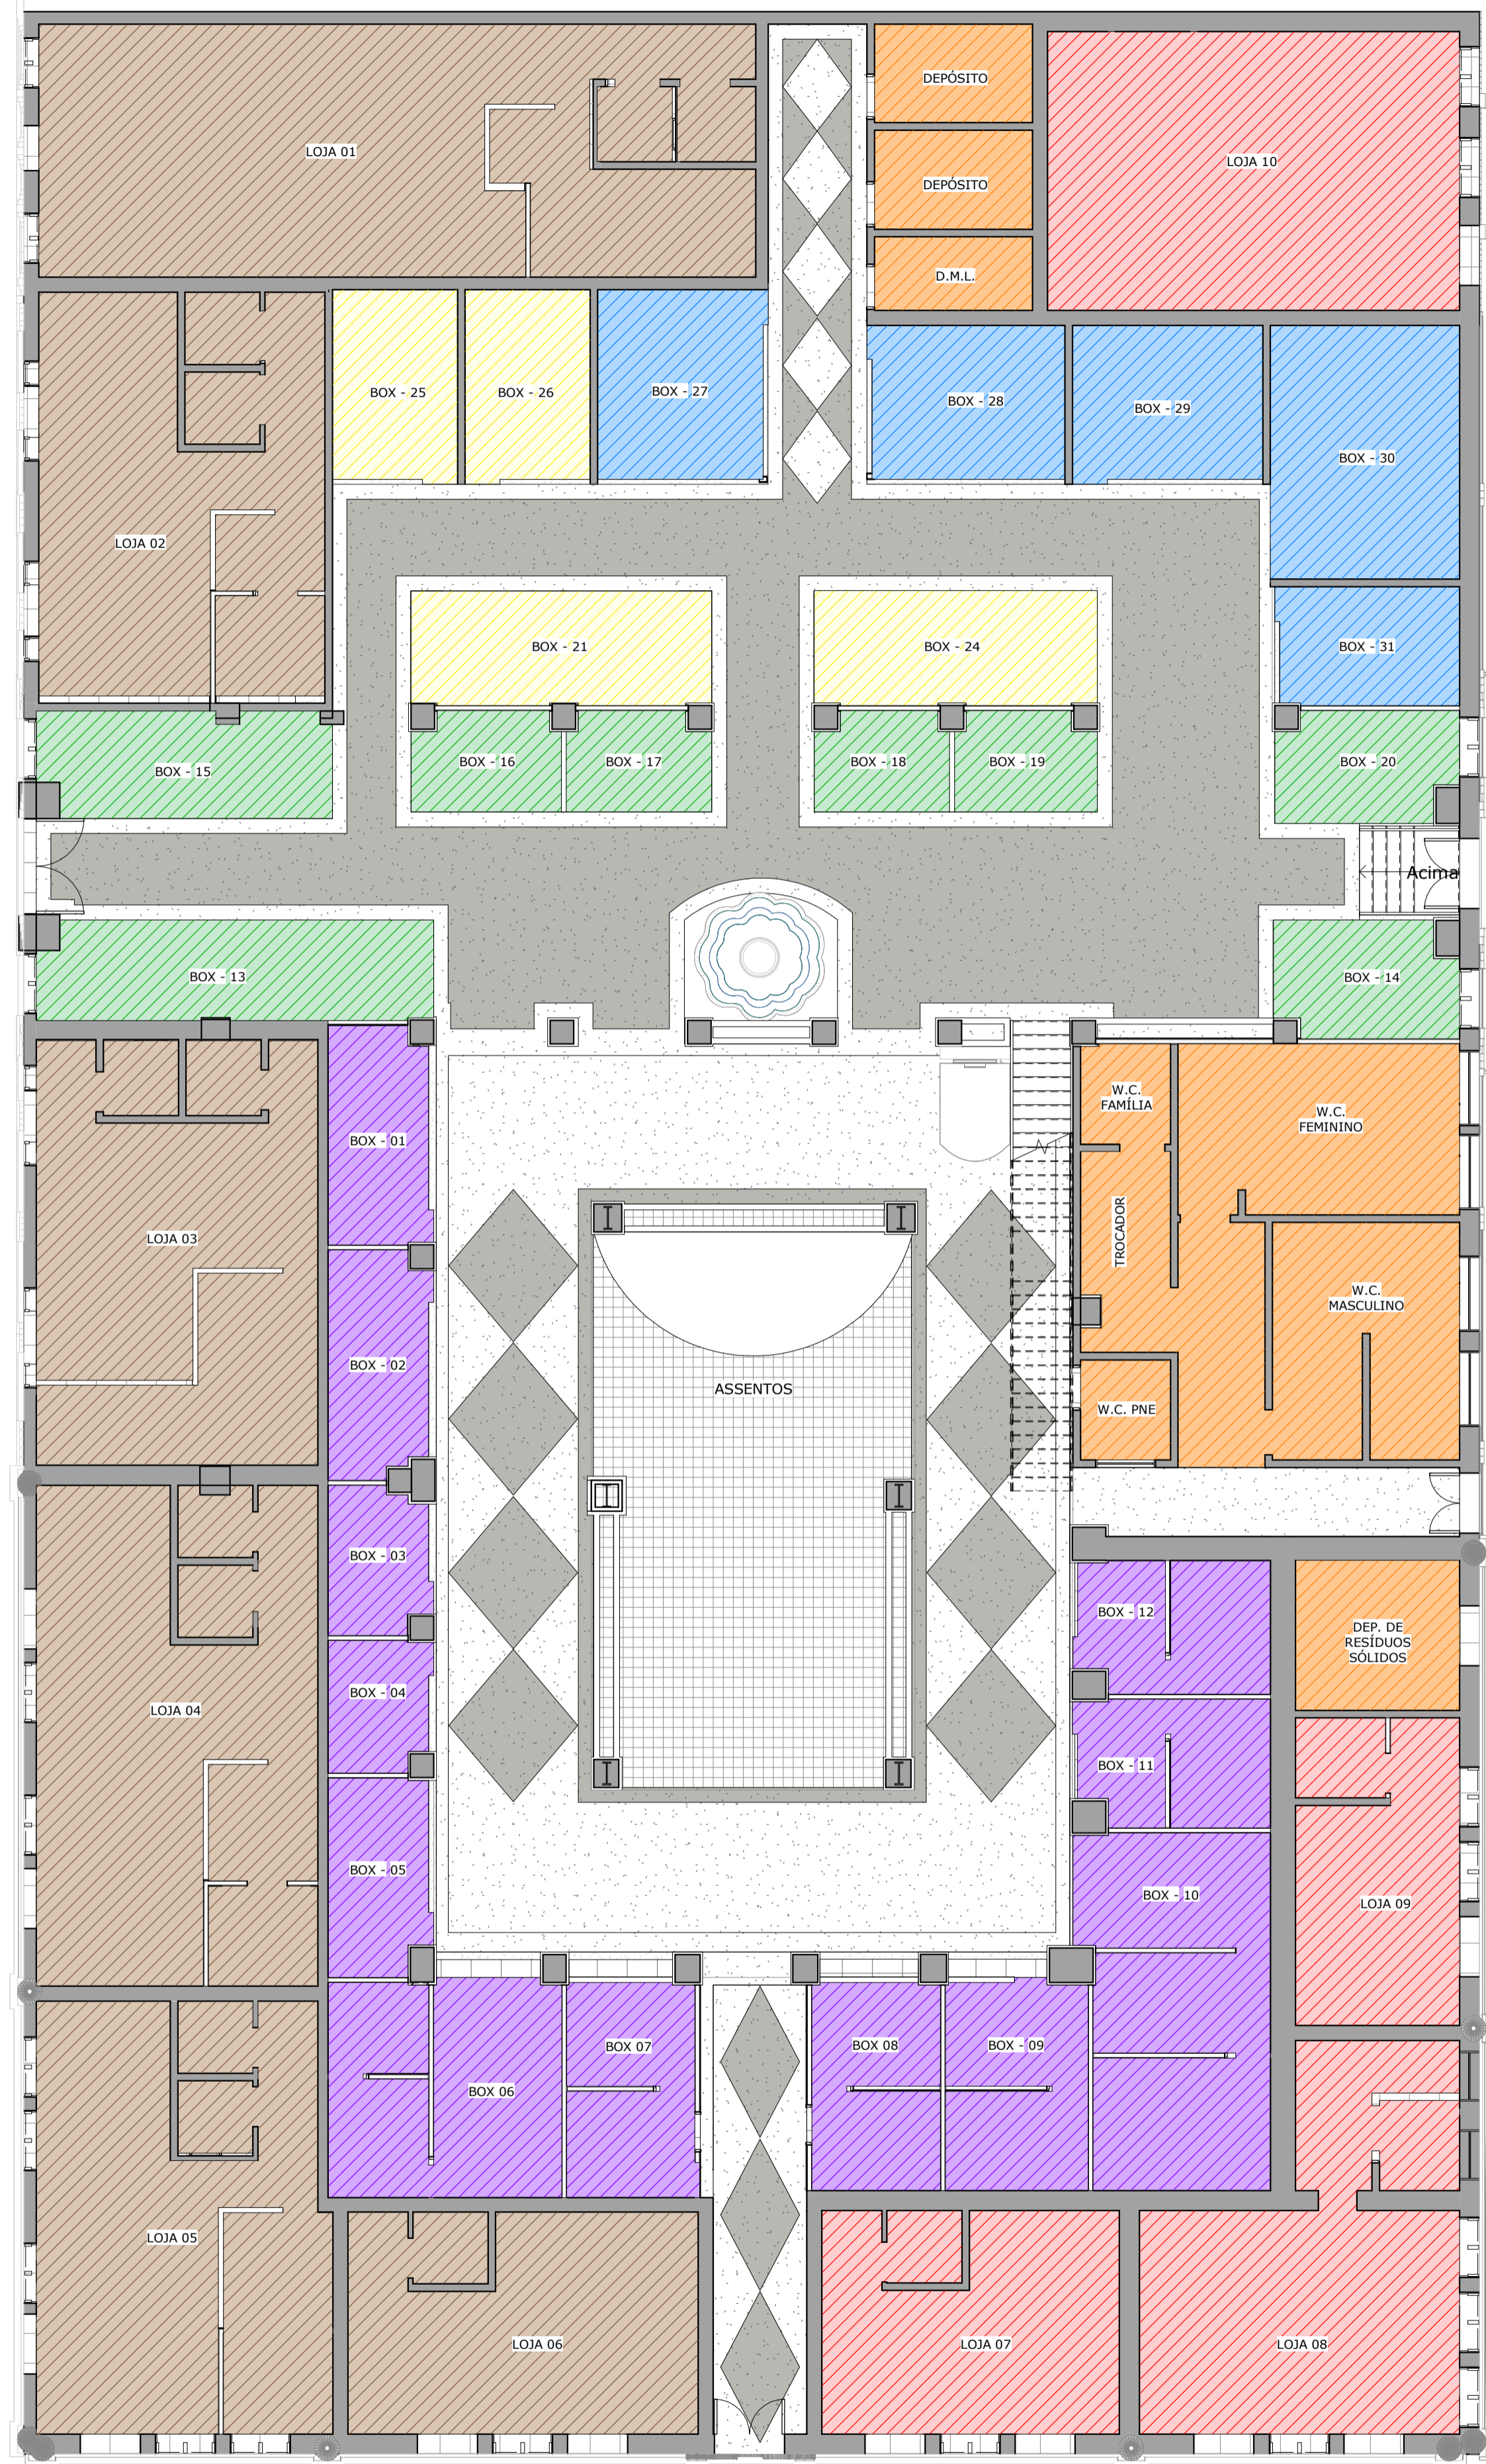 DEPÓSITO
LOJA 01
LOJA 10
DEPÓSITO
D.M.L.
BOX - 25
BOX - 26
BOX - 27
BOX - 28
BOX - 29
BOX - 30
LOJA 02
BOX - 21
BOX - 24
BOX - 31
BOX - 15
BOX - 16
BOX - 17
BOX - 18
BOX - 19
BOX - 20
Acima
BOX - 13
BOX - 14
BOX - 01
W.C.
FAMÍLIA
W.C.
FEMININO
LOJA 03
TROCADOR
W.C.
MASCULINO
BOX - 02
ASSENTOS
W.C. PNE
BOX - 03
BOX - 12
DEP. DE
RESÍDUOS
SÓLIDOS
LOJA 04
BOX - 04
BOX - 11
BOX - 05
BOX - 10
LOJA 09
BOX 06
BOX 07
BOX 08
BOX - 09
LOJA 05
LOJA 06
LOJA 07
LOJA 08